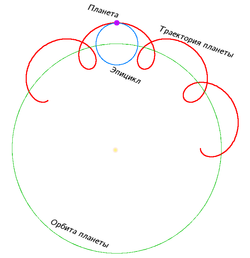 Планета
Траектория планеты
Эпицикл
Орбита планеты